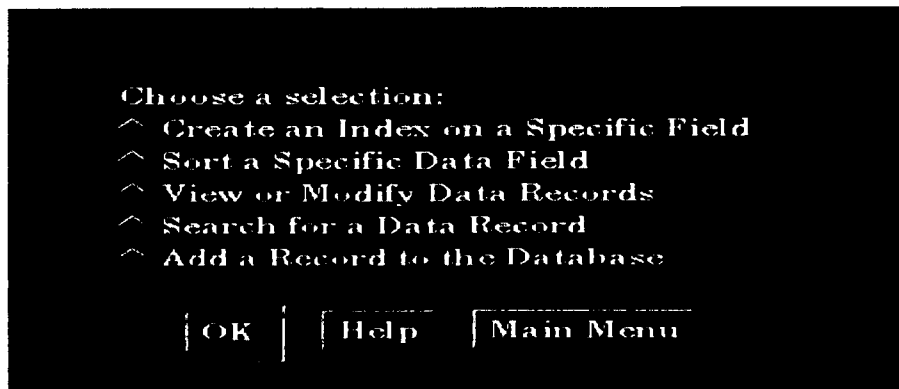 Choose a selection:
^ Create an Index on a Specific Field
^ Sort a Specific Data Field
^ View or Modify Data Records
^ Search for a Data Record
^ Add a Record to the Database
OK Help Main Menu